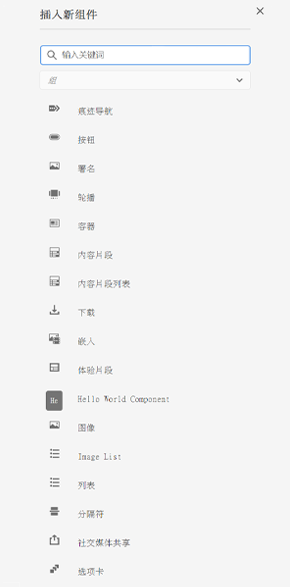 插入新组件
输入关键词
组
痕迹导航
按钮
署名
轮播
容器
内容片段
内容片段列表
下载
嵌入
体验片段
He
Hello World Component
图像
Image List
列表
分隔符
社交媒体共享
选项卡